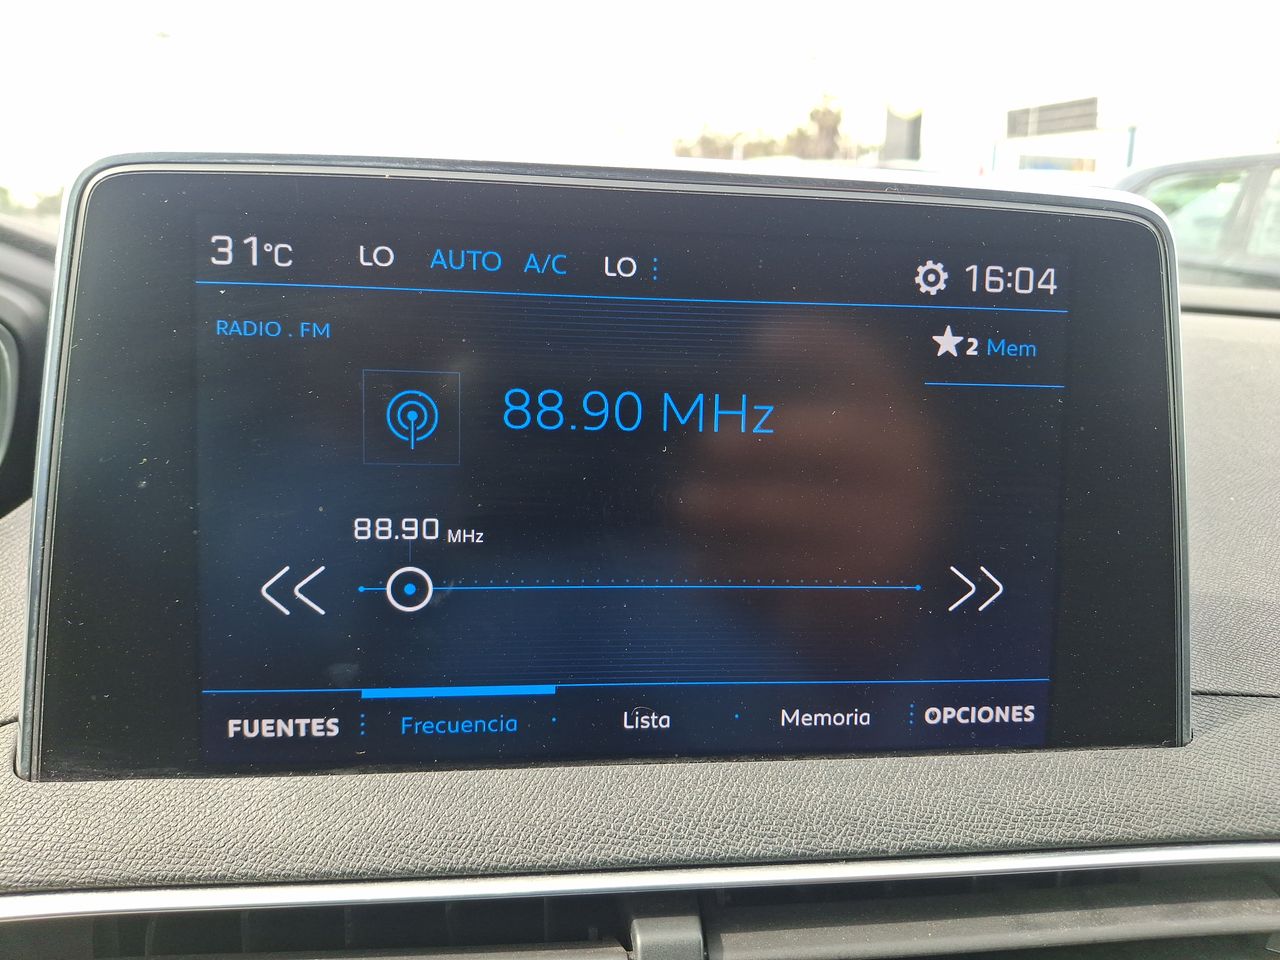 31°C LO AUTO A/C LO 16:04
RADIO . FM
2 Mem
88.90 MHz
88.90 MHz
FUENTES Frecuencia Lista Memoria OPCIONES